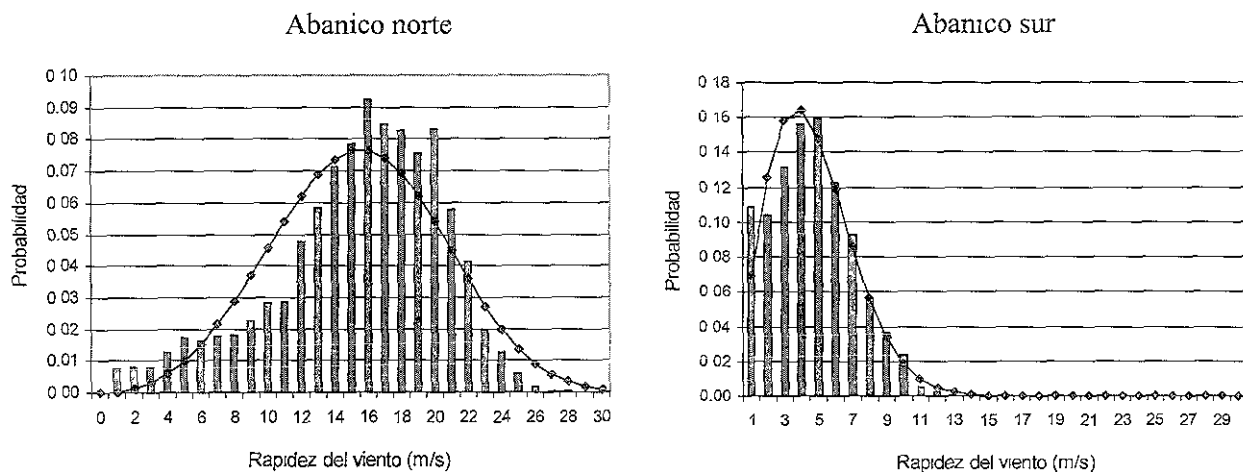 Abanico norte
Probabilidad
0 10
0.09
0.08
0.07
0.06
0.05
0.04
0.03
0 02
0.01
0 00
0 2 4 6 8 10 12 14 16 18 20 22 24 26 28 30
Rapidez del viento (m/s)
Abanico sur
Probabilidad
0 18
0.16
0 14
0.12
0 10
0 08
0.06
0.04
0 02
0.00
1 3 5 7 9 11 13 15 17 19 21 23 25 27 29
Rapidez del viento (m/s)